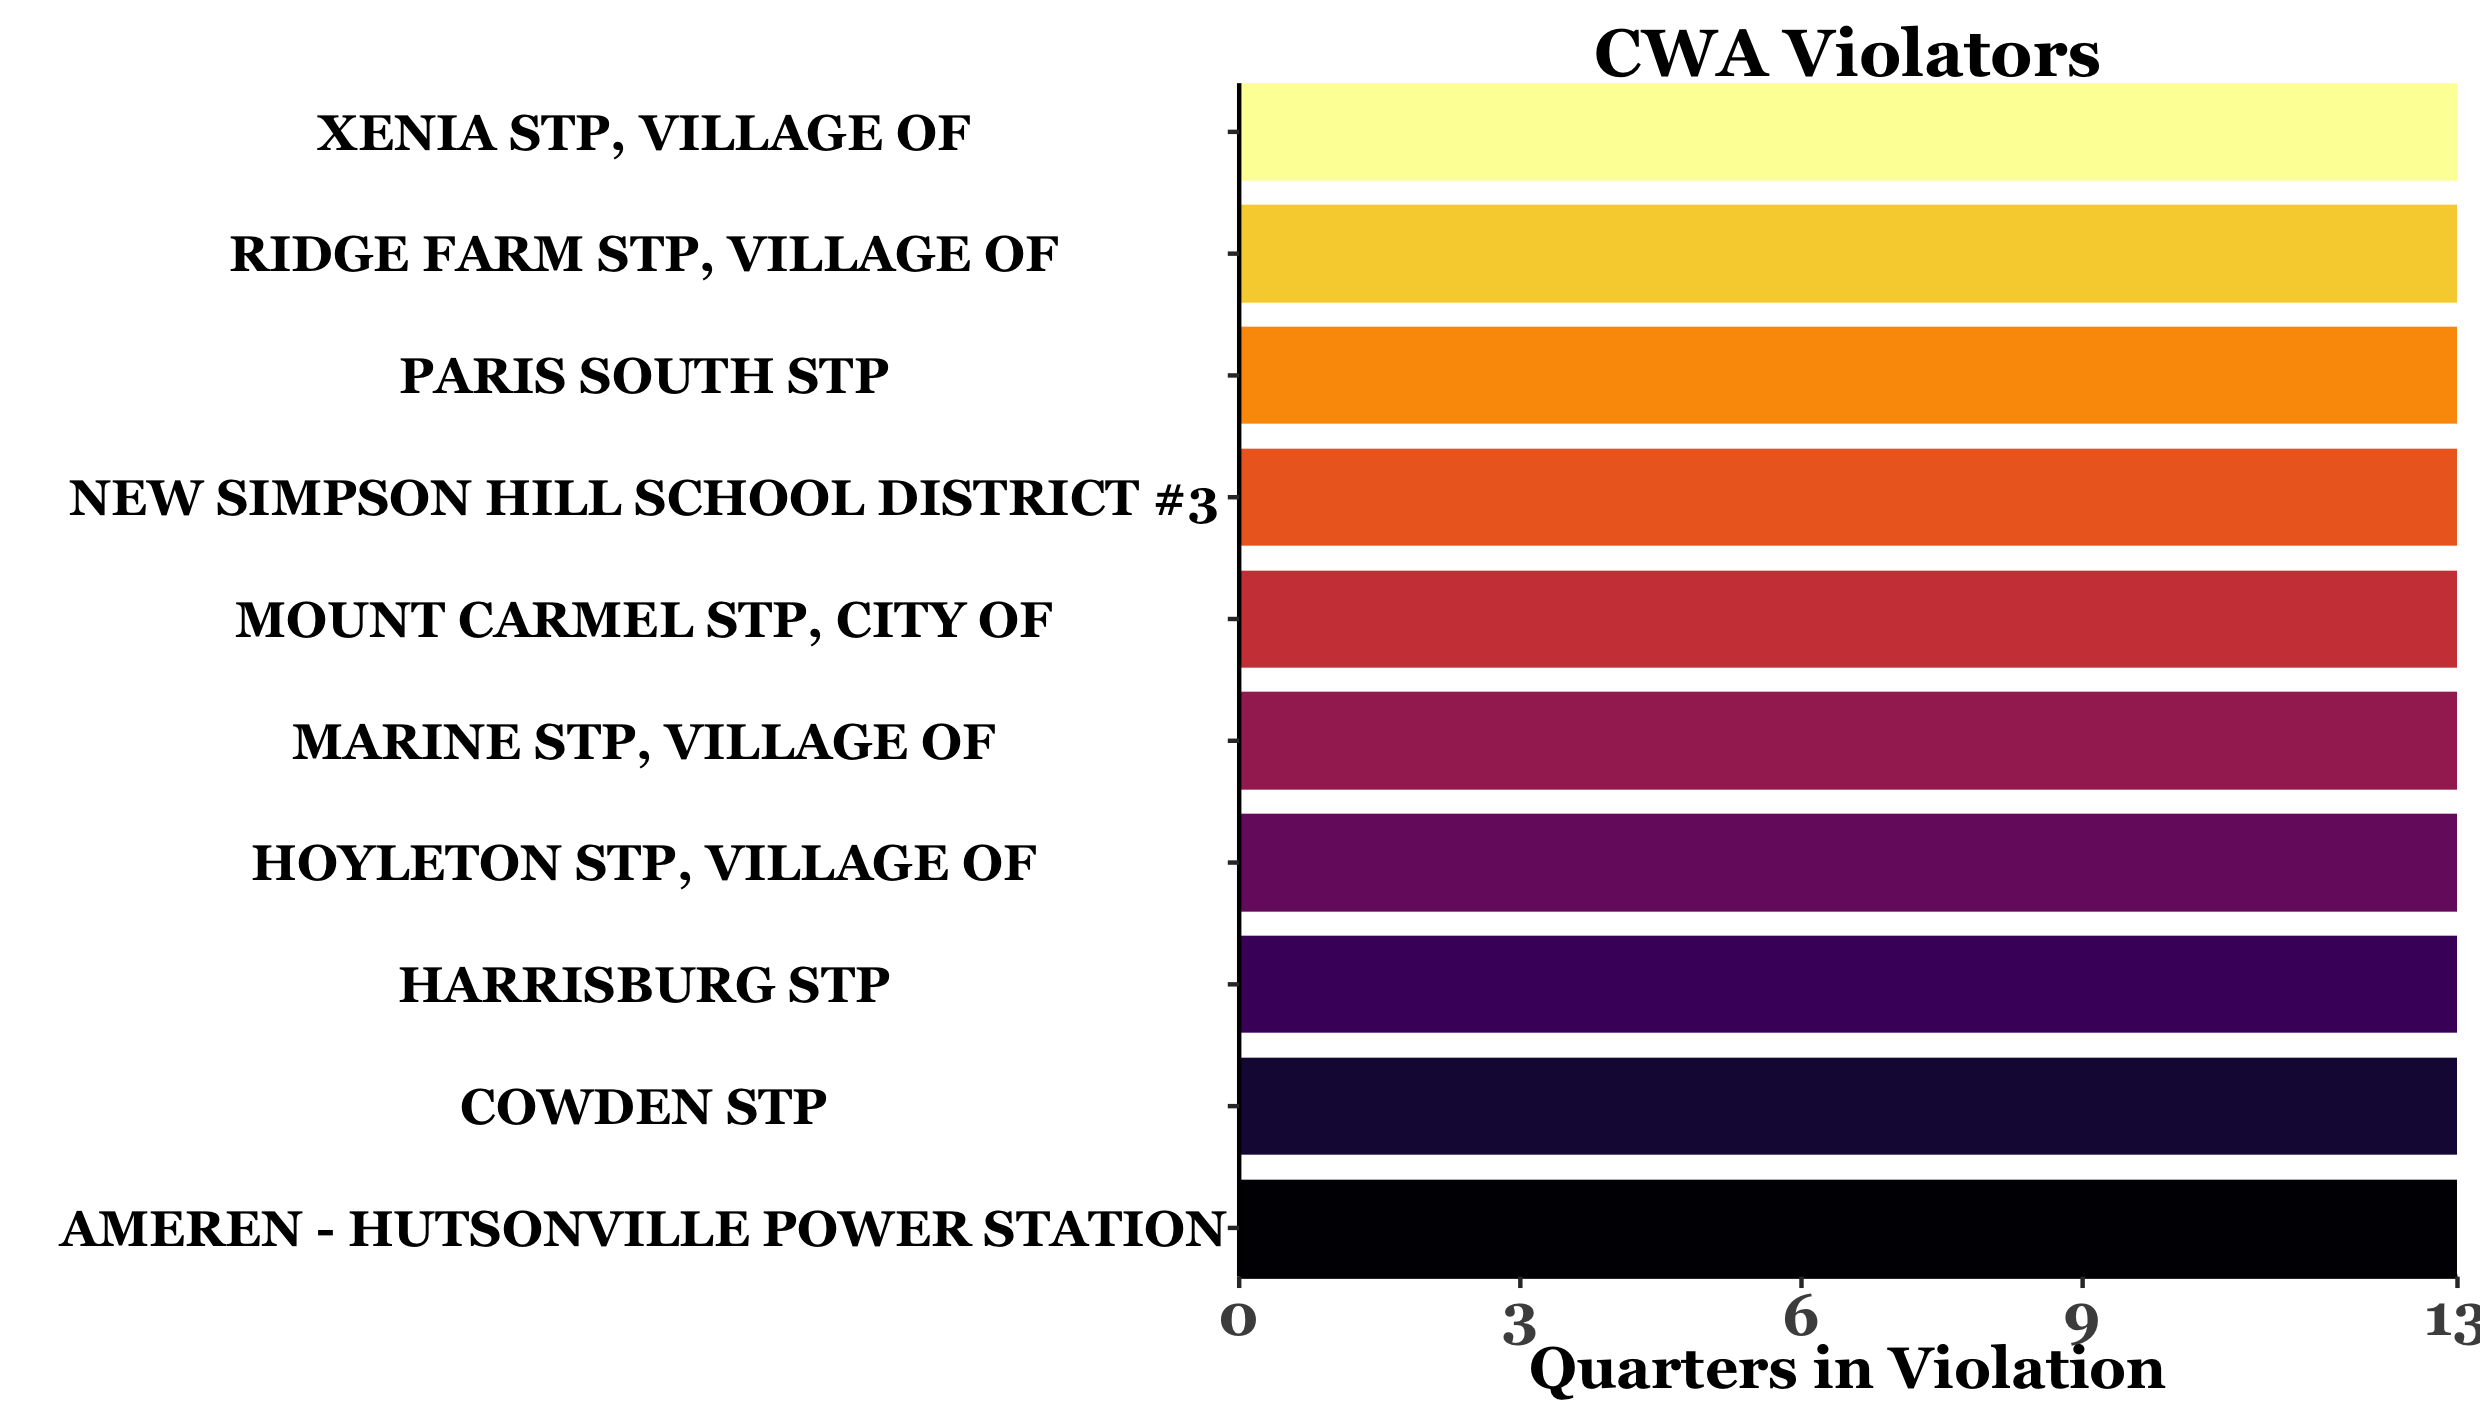 CWA Violators
XENIA STP, VILLAGE OF
RIDGE FARM STP, VILLAGE OF
PARIS SOUTH STP
NEW SIMPSON HILL SCHOOL DISTRICT #3
MOUNT CARMEL STP, CITY OF
MARINE STP, VILLAGE OF
HOYLETON STP, VILLAGE OF
HARRISBURG STP
COWDEN STP
AMEREN - HUTSONVILLE POWER STATION
0 3 6 9 13
Quarters in Violation